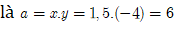 là a = x.y = 1,5.(−4) = 6